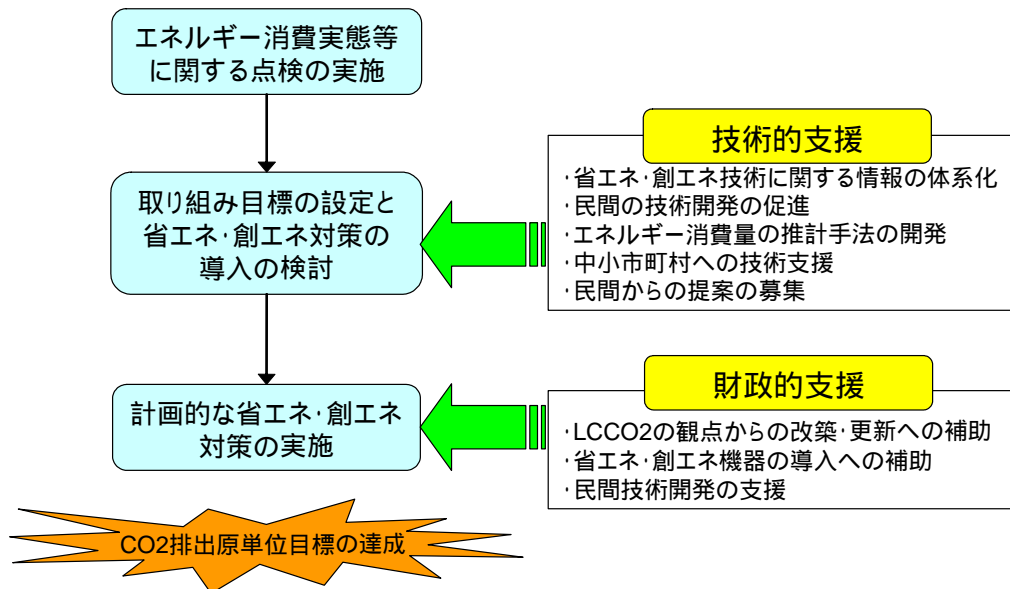 エネルギー消費実態等
に関する点検の実施
取り組み目標の設定と
省エネ・創エネ対策の
導入の検討
計画的な省エネ・創エネ
対策の実施
CO2排出原単位目標の達成
技術的支援
・省エネ・創エネ技術に関する情報の体系化
・民間の技術開発の促進
・エネルギー消費量の推計手法の開発
・中小市町村への技術支援
・民間からの提案の募集
財政的支援
・LCCO2の観点からの改築・更新への補助
・省エネ・創エネ機器の導入への補助
・民間技術開発の支援